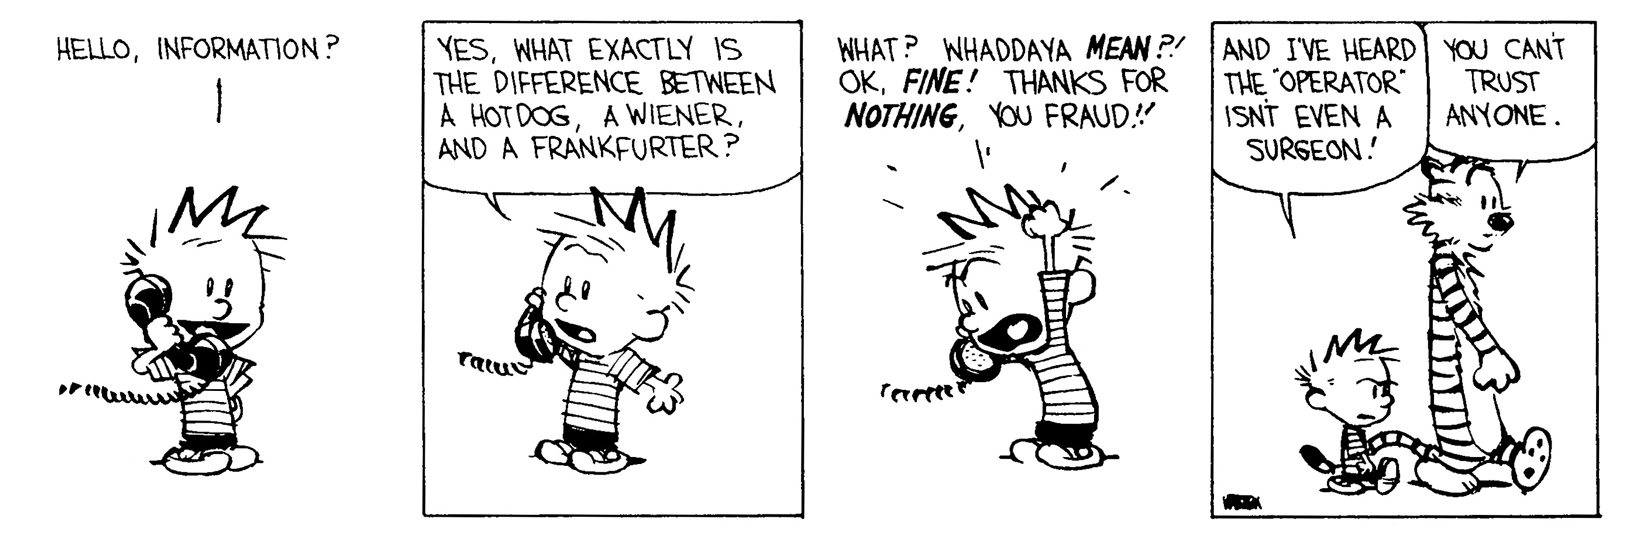 HELLO, INFORMATION?
YES, WHAT EXACTLY IS
THE DIFFERENCE BETWEEN
A HOTDOG, A WIENER,
AND A FRANKFURTER?
WHAT? WHADDAYA MEAN?!
OK, FINE! THANKS FOR
NOTHING, YOU FRAUD!!
AND I'VE HEARD
THE "OPERATOR"
ISN'T EVEN A
SURGEON!
YOU CAN'T
TRUST
ANYONE.